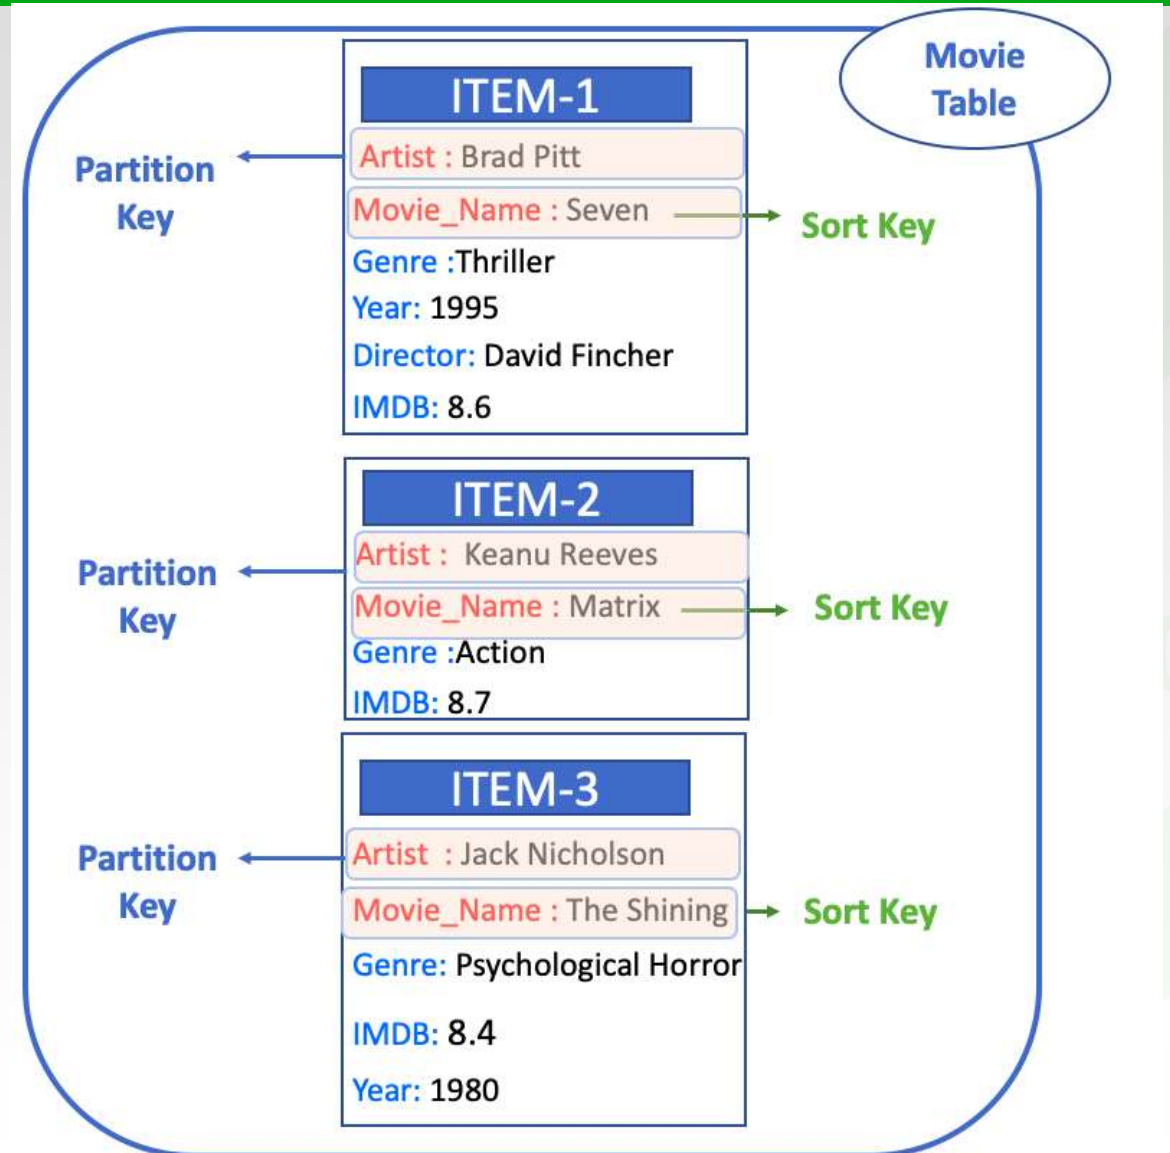 Movie
Table
ITEM-1
Partition
Key
Artist : Brad Pitt
Movie_Name : Seven
Sort Key
Genre :Thriller
Year: 1995
Director: David Fincher
IMDB: 8.6
ITEM-2
Partition
Key
Artist : Keanu Reeves
Movie_Name : Matrix
Sort Key
Genre :Action
IMDB: 8.7
ITEM-3
Partition
Key
Artist : Jack Nicholson
Movie_Name : The Shining
Sort Key
Genre: Psychological Horror
IMDB: 8.4
Year: 1980